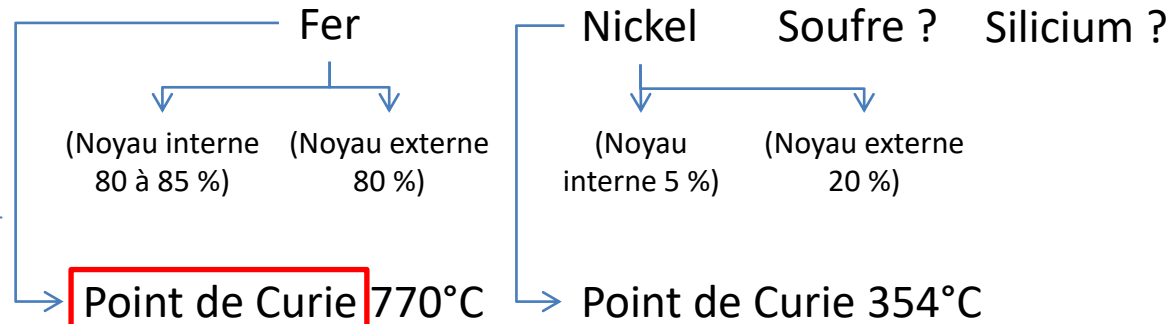 Fer
Nickel
Soufre ?
Silicium ?
(Noyau interne
80 à 85 %)
(Noyau externe
80 %)
(Noyau
interne 5 %)
(Noyau externe
20 %)
Point de Curie 770°C
Point de Curie 354°C